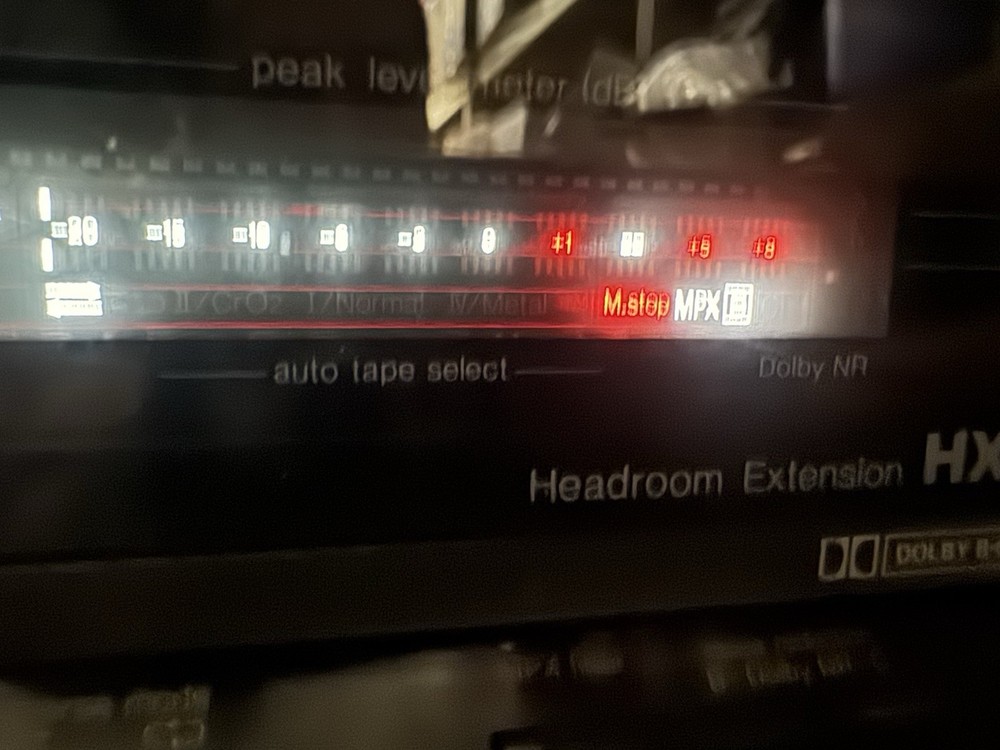 peak level meter (dB
-20 -15 -10 -6 -3 0 +1 +5 +8
II/CrO₂ I/Normal IV/Metal M.stop MPX
auto tape select Dolby NR
Headroom Extension HX
DOLBY B-